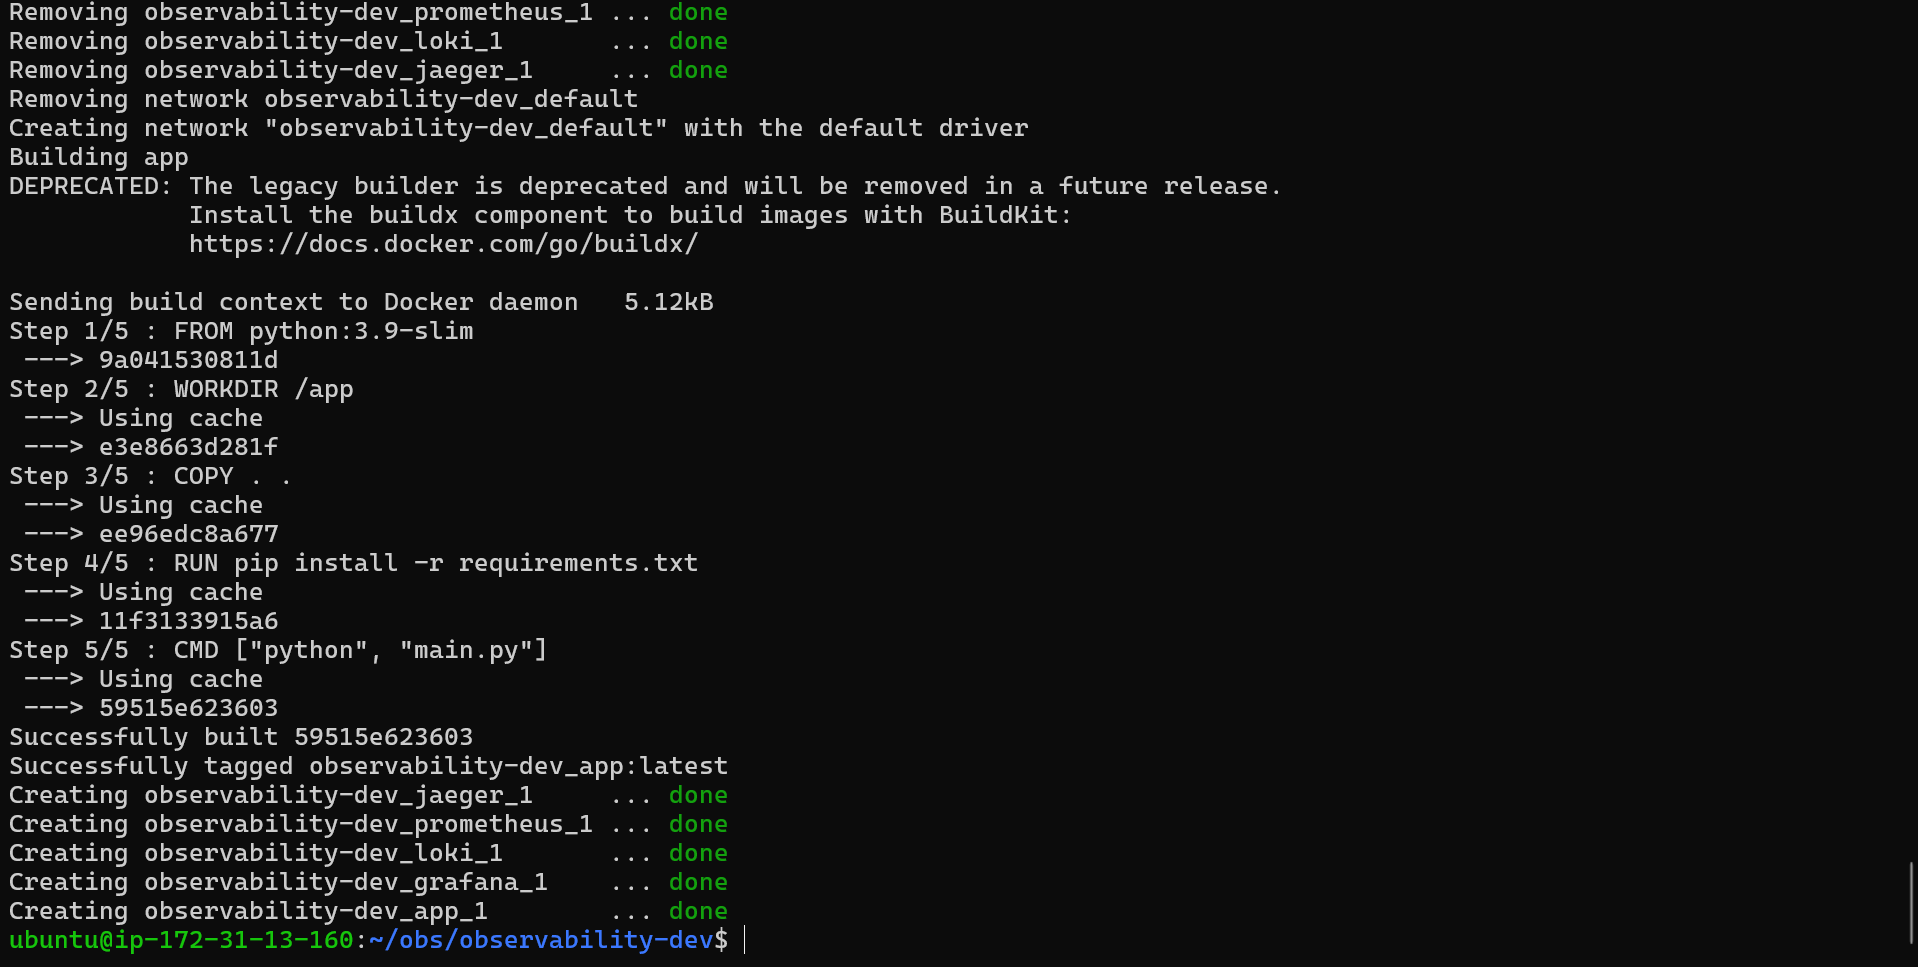 Removing observability-dev_prometheus_1 ... done
Removing observability-dev_loki_1       ... done
Removing observability-dev_jaeger_1     ... done
Removing network observability-dev_default
Creating network "observability-dev_default" with the default driver
Building app
DEPRECATED: The legacy builder is deprecated and will be removed in a future release.
            Install the buildx component to build images with BuildKit:
            https://docs.docker.com/go/buildx/

Sending build context to Docker daemon   5.12kB
Step 1/5 : FROM python:3.9-slim
 ---> 9a041530811d
Step 2/5 : WORKDIR /app
 ---> Using cache
 ---> e3e8663d281f
Step 3/5 : COPY . .
 ---> Using cache
 ---> ee96edc8a677
Step 4/5 : RUN pip install -r requirements.txt
 ---> Using cache
 ---> 11f3133915a6
Step 5/5 : CMD ["python", "main.py"]
 ---> Using cache
 ---> 59515e623603
Successfully built 59515e623603
Successfully tagged observability-dev_app:latest
Creating observability-dev_jaeger_1     ... done
Creating observability-dev_prometheus_1 ... done
Creating observability-dev_loki_1       ... done
Creating observability-dev_grafana_1    ... done
Creating observability-dev_app_1        ... done
ubuntu@ip-172-31-13-160:~/obs/observability-dev$